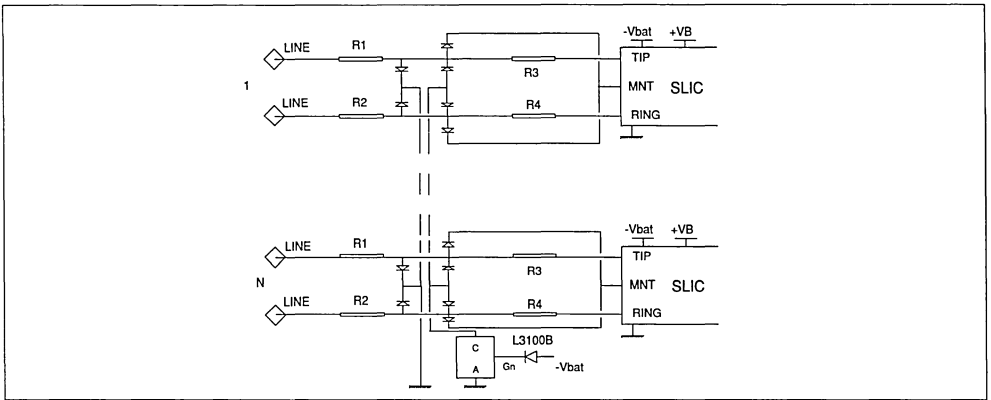 -Vbat +VB
LINE R1 TIP
R3
1 MNT SLIC
LINE R2 R4 RING
-Vbat +VB
LINE R1 TIP
R3
N MNT SLIC
LINE R2 R4 RING
L3100B
C
Gn -Vbat
A